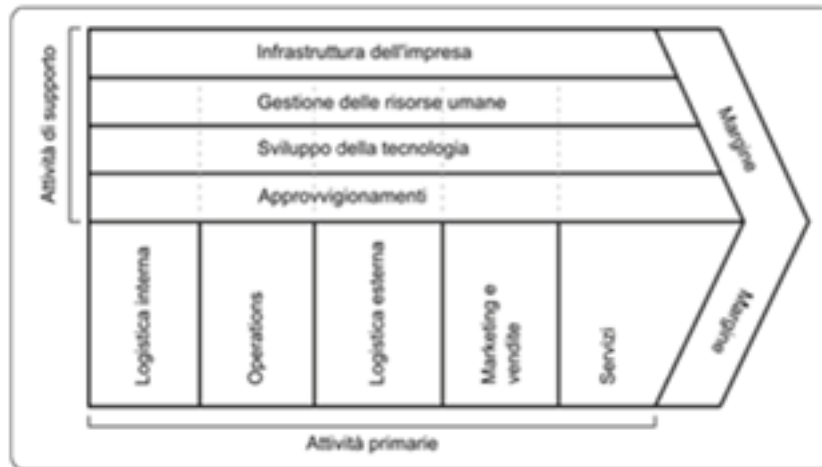 Attività di supporto
Infrastruttura dell'impresa
Gestione delle risorse umane
Sviluppo della tecnologia
Approvvigionamenti
Margine
Logistica interna
Operations
Logistica esterna
Marketing e
vendite
Servizi
Margine
Attività primarie